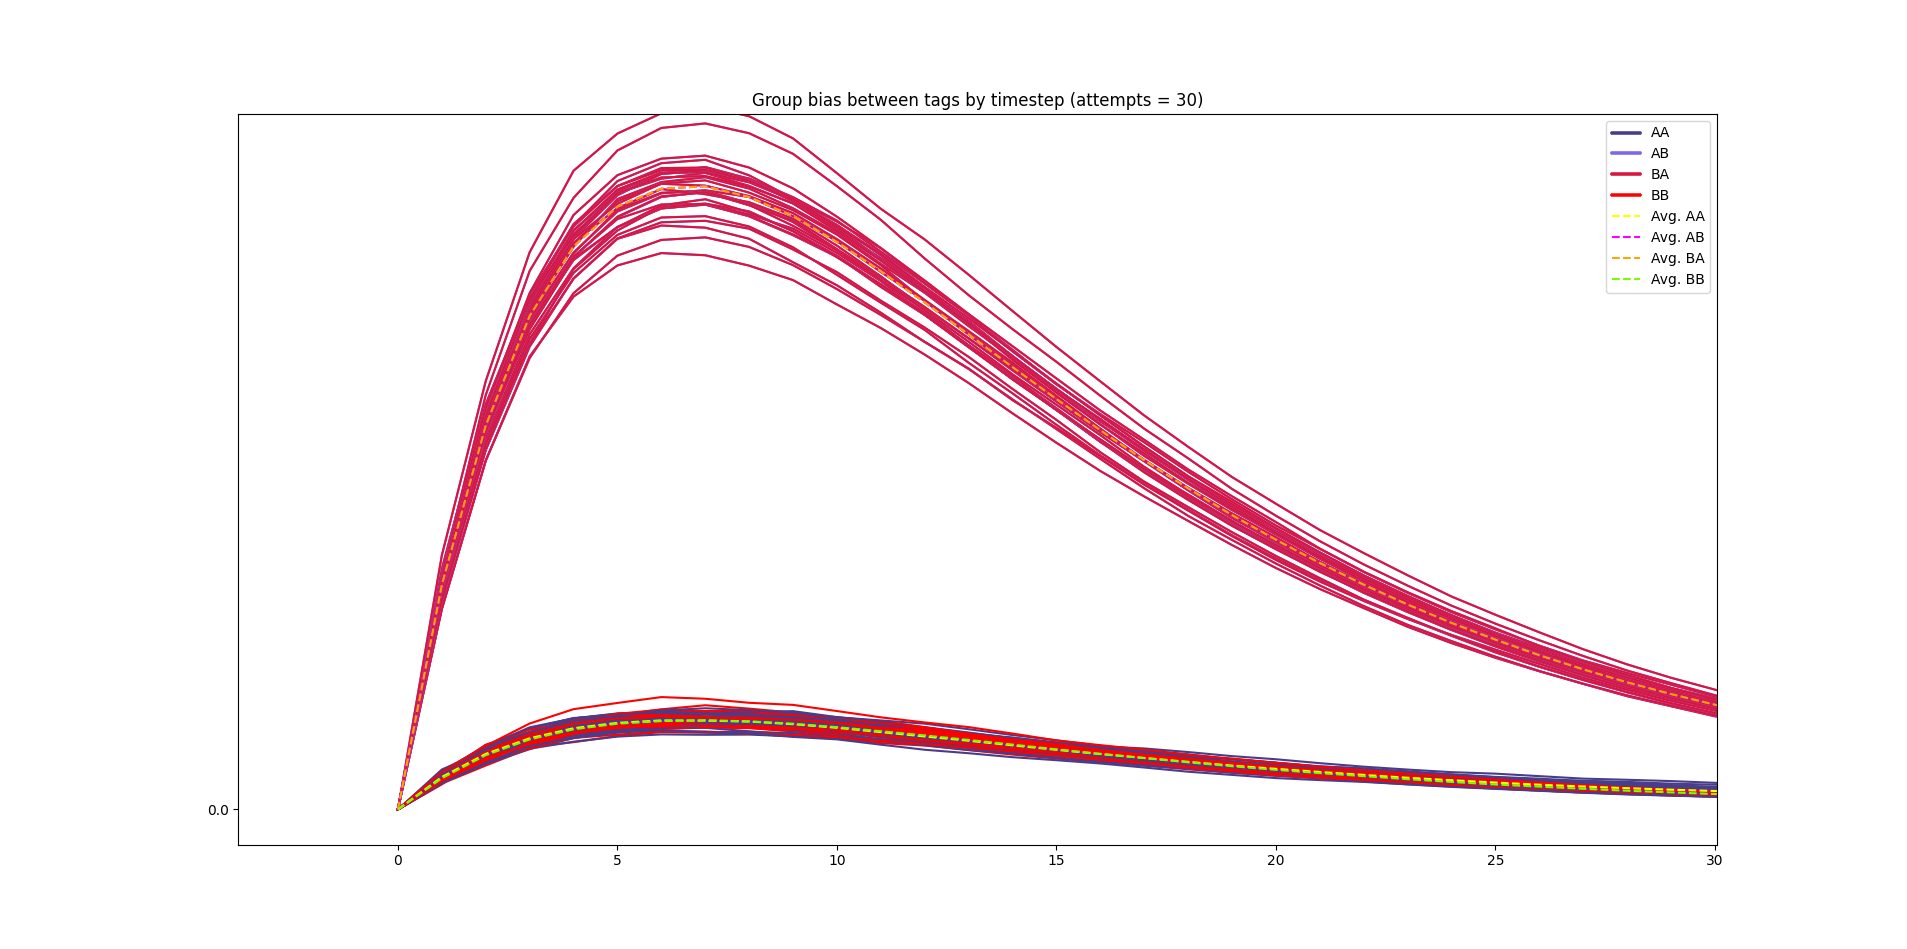 Group bias between tags by timestep (attempts = 30)
AA
AB
BA
BB
Avg. AA
Avg. AB
Avg. BA
Avg. BB
0.0
0 5 10 15 20 25 30